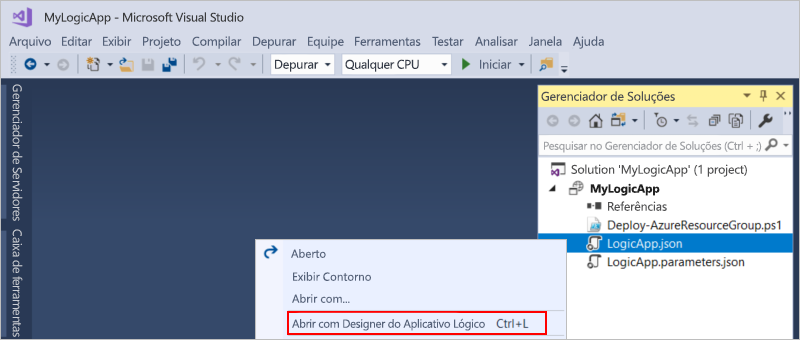 MyLogicApp - Microsoft Visual Studio
Arquivo Editar Exibir Projeto Compilar Depurar Equipe Ferramentas Testar Analisar Janela Ajuda
Depurar Qualquer CPU Iniciar
Gerenciador de Servidores
Caixa de ferramentas
Gerenciador de Soluções
Pesquisar no Gerenciador de Soluções (Ctrl + ;)
Solution 'MyLogicApp' (1 project)
MyLogicApp
Referências
Deploy-AzureResourceGroup.ps1
LogicApp.json
LogicApp.parameters.json
Aberto
Exibir Contorno
Abrir com...
Abrir com Designer do Aplicativo Lógico Ctrl+L